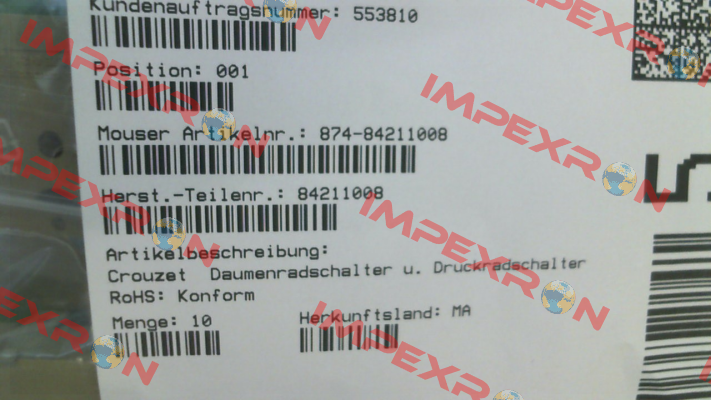 Kundenauftragsnummer: 553810
Position: 001
Mouser Artikelnr.: 874-84211008
Herst.-Teilenr.: 84211008
Artikelbeschreibung:
Crouzet Daumenradschalter u. Druckradschalter
RoHS: Konform
Menge: 10
Herkunftsland: MA
IMPEXRON
IMPEXRON
IMPEXRON
IMPEXRON
IMPEXRON